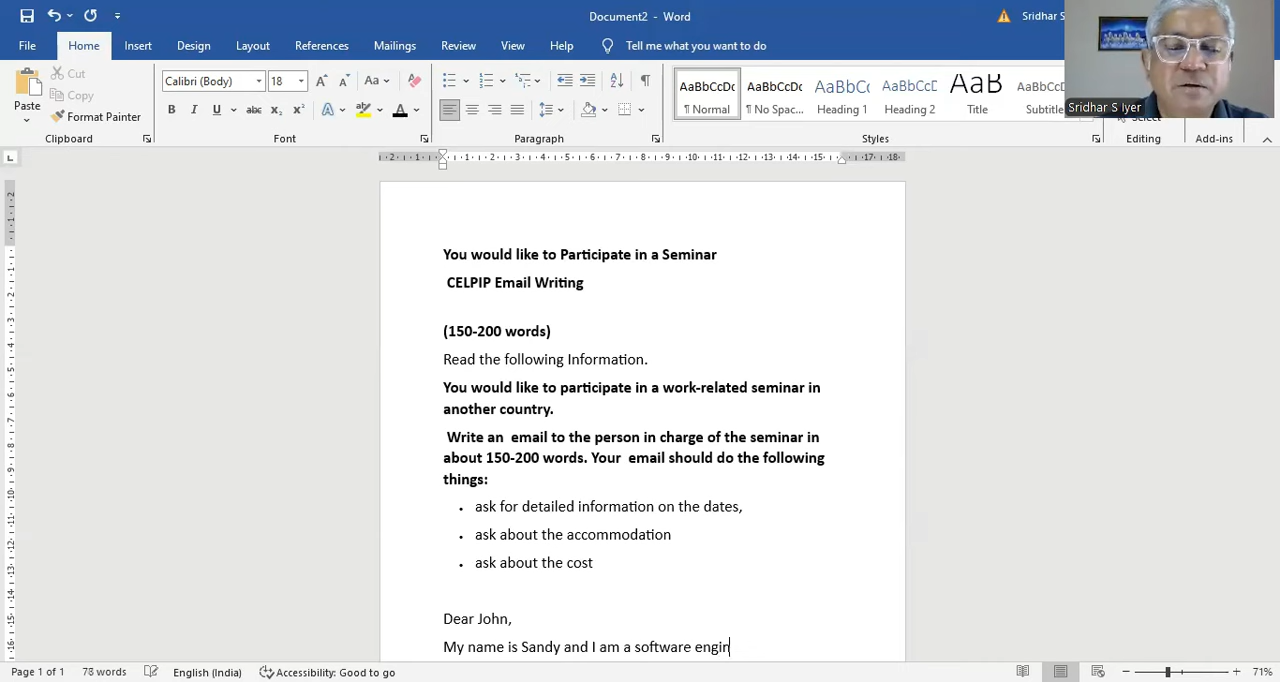 Document2 - Word
Sridhar S
File Home Insert Design Layout References Mailings Review View Help Tell me what you want to do
Paste
Cut
Copy
Format Painter
Clipboard
Calibri (Body) 18
Font
Paragraph
AaBbCcDc AaBbCcDc AaBbC AaBbCcD AaB AaBbCcD
¶ Normal ¶ No Spac... Heading 1 Heading 2 Title Subtitle
Styles
Select
Editing
Add-ins
Sridhar S Iyer
You would like to Participate in a Seminar
CELPIP Email Writing
(150-200 words)
Read the following Information.
You would like to participate in a work-related seminar in
another country.
Write an email to the person in charge of the seminar in
about 150-200 words. Your email should do the following
things:
• ask for detailed information on the dates,
• ask about the accommodation
• ask about the cost
Dear John,
My name is Sandy and I am a software engin
Page 1 of 1 78 words English (India) Accessibility: Good to go 71%